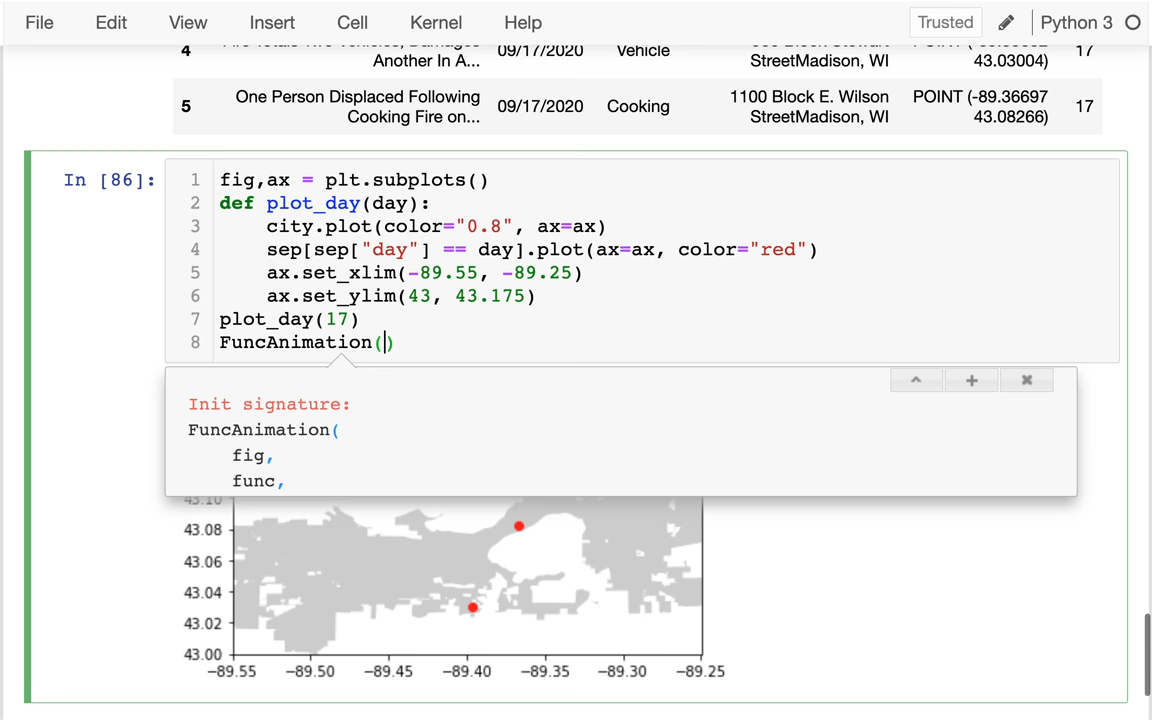 File Edit View Insert Cell Kernel Help Trusted Python 3
4 09/17/2020 Vehicle 17
Another In A... StreetMadison, WI 43.03004)
One Person Displaced Following 1100 Block E. Wilson POINT (-89.36697
5 09/17/2020 Cooking 17
Cooking Fire on... StreetMadison, WI 43.08266)
In [86]:
1 fig,ax = plt.subplots()
2 def plot_day(day):
3 city.plot(color="0.8", ax=ax)
4 sep[sep["day"] == day].plot(ax=ax, color="red")
5 ax.set_xlim(-89.55, -89.25)
6 ax.set_ylim(43, 43.175)
7 plot_day(17)
8 FuncAnimation()
Init signature:
FuncAnimation(
fig,
func,
43.10
43.08
43.06
43.04
43.02
43.00
−89.55 −89.50 −89.45 −89.40 −89.35 −89.30 −89.25